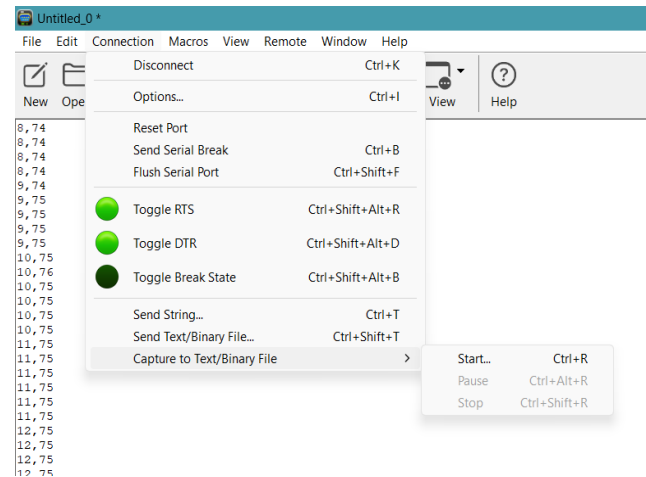 Untitled_0 *
File Edit Connection Macros View Remote Window Help
New Ope View Help
Disconnect Ctrl+K
Options... Ctrl+I
Reset Port
Send Serial Break Ctrl+B
Flush Serial Port Ctrl+Shift+F
Toggle RTS Ctrl+Shift+Alt+R
Toggle DTR Ctrl+Shift+Alt+D
Toggle Break State Ctrl+Shift+Alt+B
Send String... Ctrl+T
Send Text/Binary File... Ctrl+Shift+T
Capture to Text/Binary File
Start... Ctrl+R
Pause Ctrl+Alt+R
Stop Ctrl+Shift+R
8,74
8,74
8,74
8,74
9,74
9,75
9,75
9,75
9,75
10,75
10,76
10,75
10,75
10,75
10,75
11,75
11,75
11,75
11,75
11,75
11,75
12,75
12,75
12,75
12,75